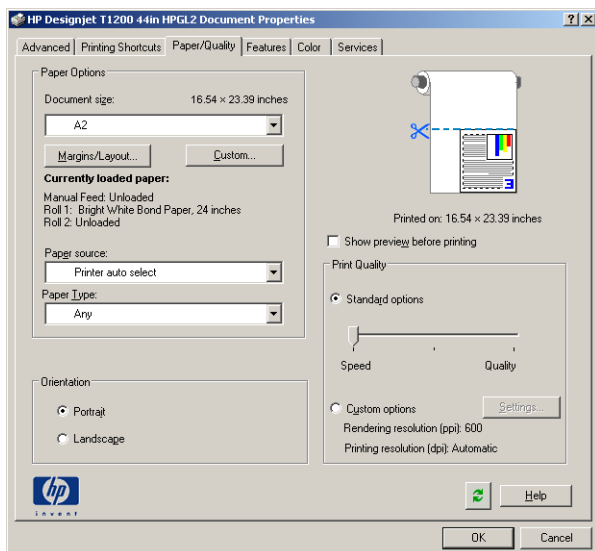 HP Designjet T1200 44in HPGL2 Document Properties
Advanced
Printing Shortcuts
Paper/Quality
Features
Color
Services
Paper Options
Document size: 16.54 × 23.39 inches
A2
Margins/Layout...
Custom...
Currently loaded paper:
Manual Feed: Unloaded
Roll 1: Bright White Bond Paper, 24 inches
Roll 2: Unloaded
Paper source:
Printer auto select
Paper Type:
Any
Orientation
Portrait
Landscape
hp
invent
3
Printed on: 16.54 × 23.39 inches
Show preview before printing
Print Quality
Standard options
Speed
Quality
Custom options
Settings...
Rendering resolution (ppi): 600
Printing resolution (dpi): Automatic
Help
OK
Cancel